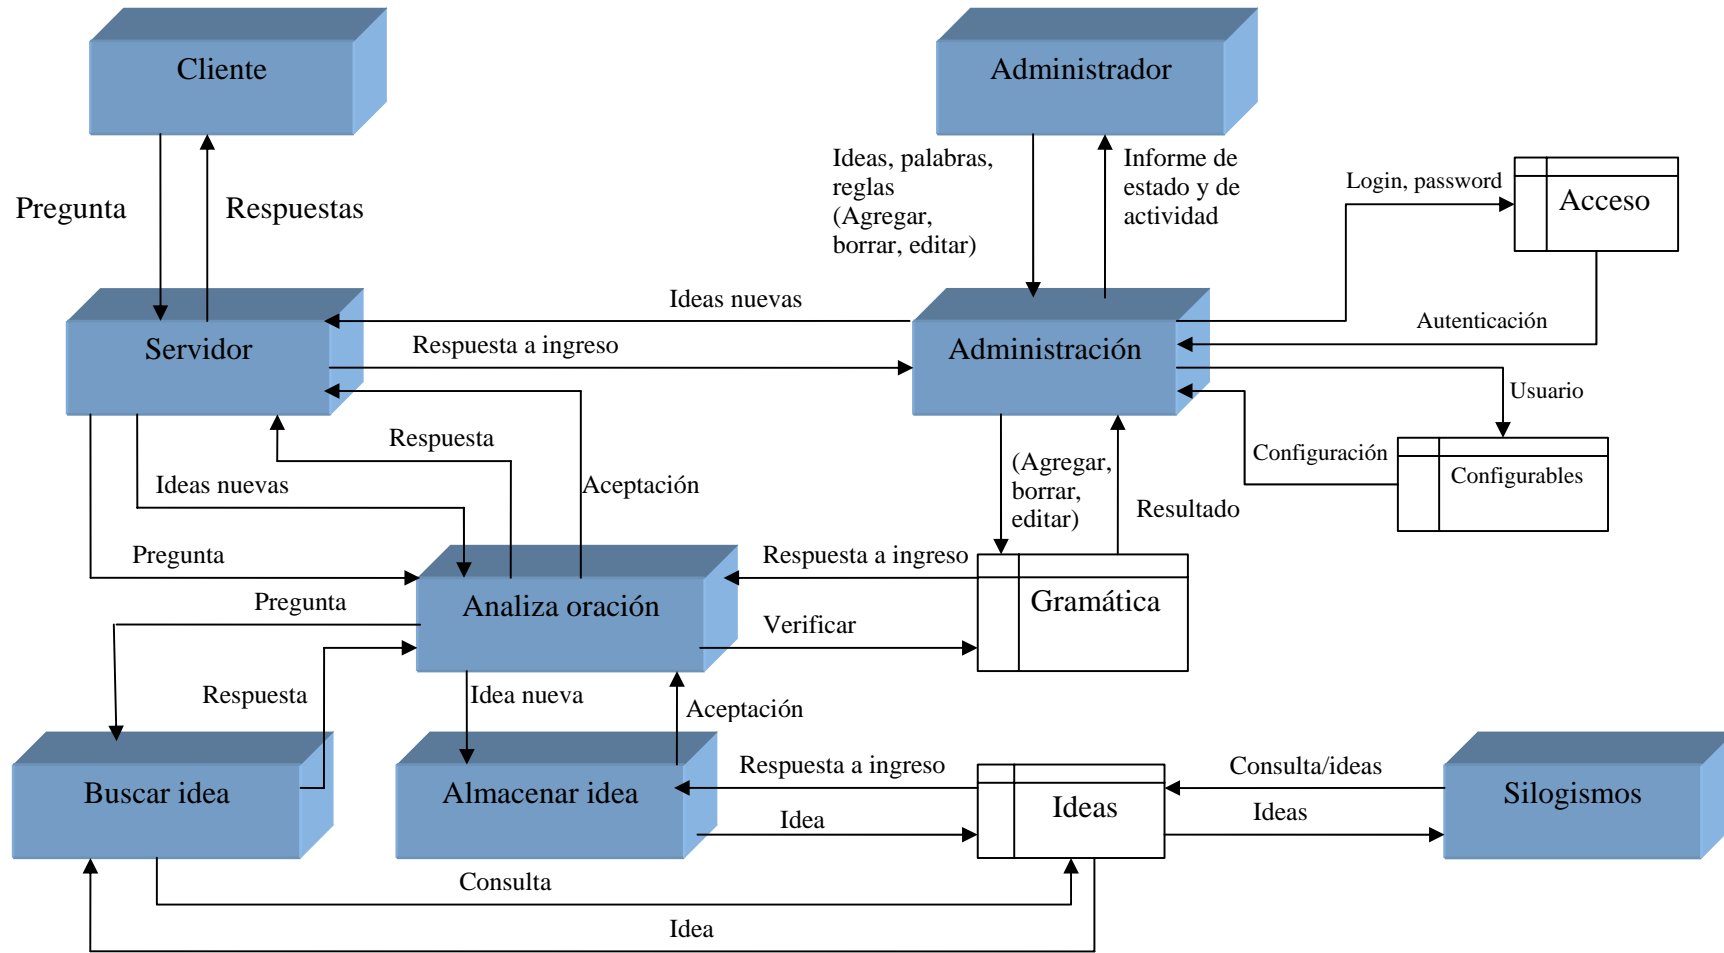 Cliente
Administrador
Ideas, palabras,
reglas
(Agregar,
borrar, editar)
Informe de
estado y de
actividad
Login, password
Acceso
Pregunta
Respuestas
Ideas nuevas
Autenticación
Servidor
Respuesta a ingreso
Administración
Usuario
Respuesta
(Agregar,
borrar,
editar)
Configuración
Configurables
Ideas nuevas
Aceptación
Resultado
Pregunta
Respuesta a ingreso
Pregunta
Analiza oración
Gramática
Verificar
Respuesta
Idea nueva
Aceptación
Respuesta a ingreso
Consulta/ideas
Buscar idea
Almacenar idea
Ideas
Silogismos
Idea
Ideas
Consulta
Idea